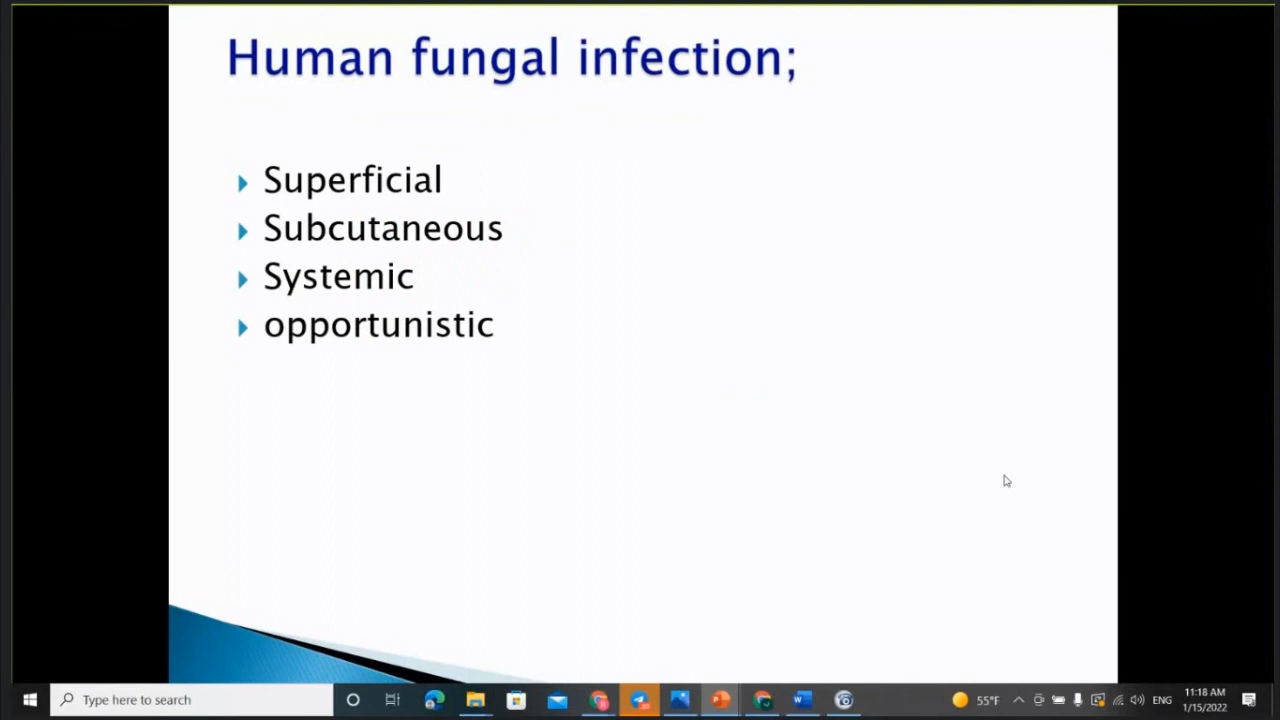 Human fungal infection;
Superficial
Subcutaneous
Systemic
opportunistic
Type here to search
55°F
ENG
11:18 AM
1/15/2022